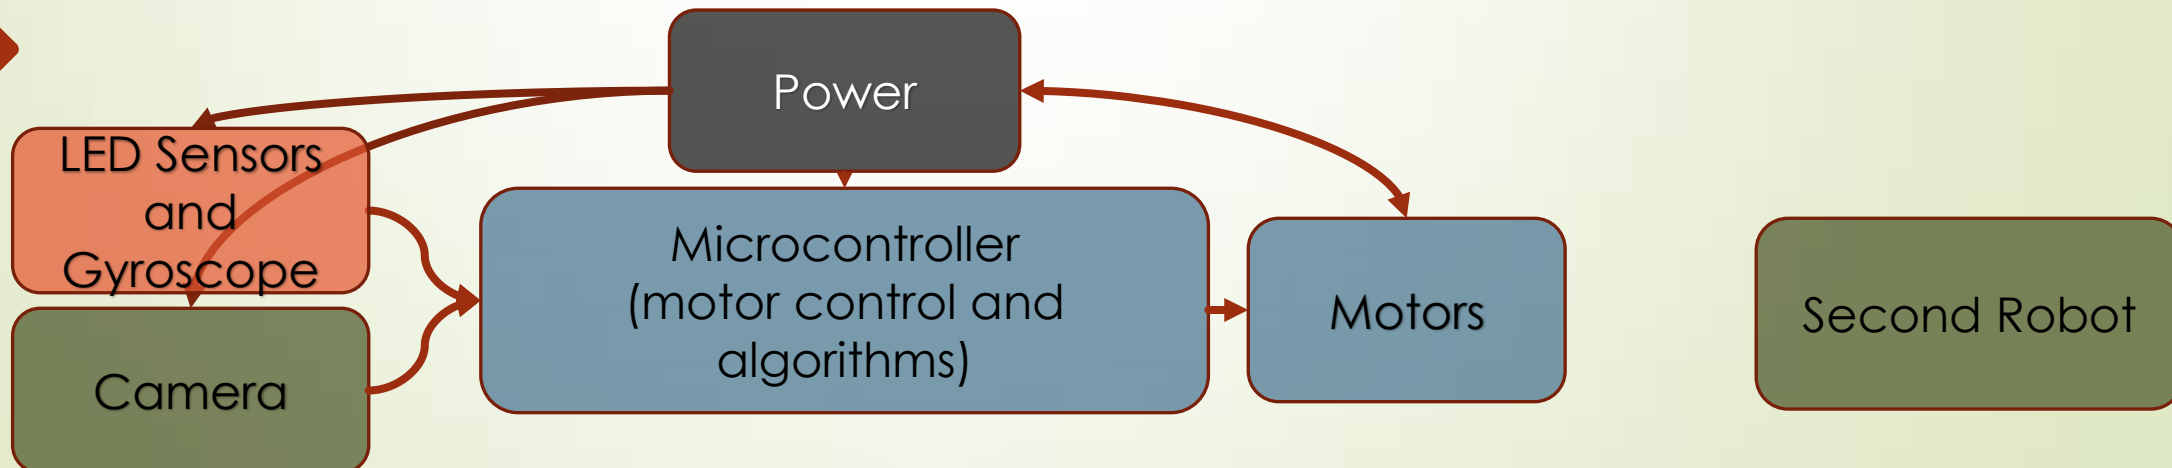 Power
LED Sensors
and
Gyroscope
Microcontroller
(motor control and
algorithms)
Motors
Second Robot
Camera